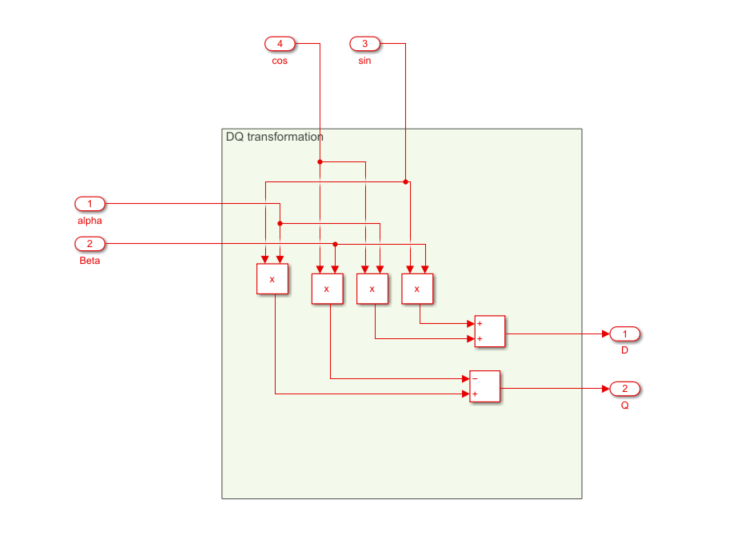 4
3
cos
sin
DQ transformation
1
alpha
2
Beta
x
x
x
x
+
+
1
D
−
+
2
Q